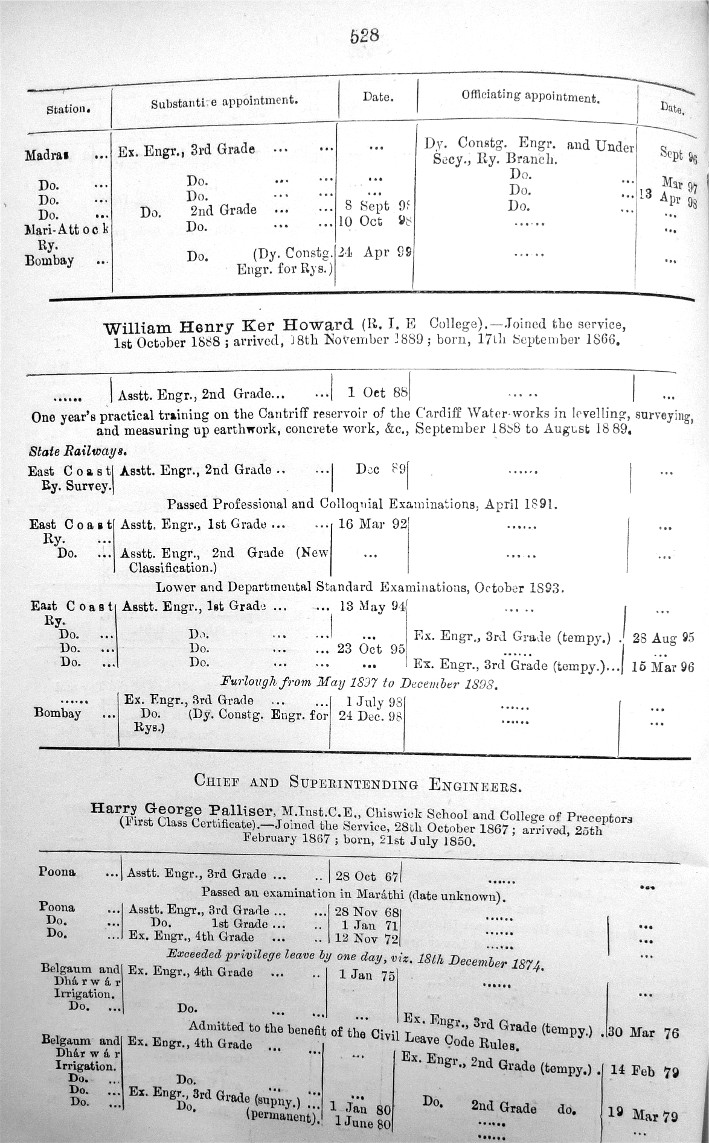 528
Station. Substantive appointment. Date. Officiating appointment. Date.
Madras ... Ex. Engr., 3rd Grade ... ... ... Dy. Constg. Engr. and Under Secy., Ry. Branch. Sept 96
Do. ... Do. ... ... ... Do. ... Mar 97
Do. ... Do. ... ... ... Do. ... 13 Apr 98
Do. ... Do. 2nd Grade ... ... 8 Sept 98 Do. ... ...
Mari-Attock Ry. Do. ... ... 10 Oct 98 ...... ...
Bombay ... Do. (Dy. Constg. Engr. for Rys.) 24 Apr 99 ...... ...
William Henry Ker Howard (R. I. E College).—Joined the service,
1st October 1888 ; arrived, 18th November 1889 ; born, 17th September 1866.
...... Asstt. Engr., 2nd Grade... ... 1 Oct 88 ...... ...
One year's practical training on the Cantriff reservoir of the Cardiff Water-works in levelling, surveying,
and measuring up earthwork, concrete work, &c., September 1888 to August 1889.
State Railways.
East Coast Ry. Survey. Asstt. Engr., 2nd Grade .. ... Dec 89 ...... ...
Passed Professional and Colloquial Examinations, April 1891.
East Coast Ry. ... Asstt. Engr., 1st Grade ... ... 16 Mar 92 ...... ...
Do. ... Asstt. Engr., 2nd Grade (New Classification.) ... ...... ...
Lower and Departmental Standard Examinations, October 1893.
East Coast Ry. Asstt. Engr., 1st Grade ... ... 13 May 94 ...... ...
Do. ... Do. ... ... ... Ex. Engr., 3rd Grade (tempy.) . 28 Aug 95
Do. ... Do. ... ... 23 Oct 95 ...... ...
Do. ... Do. ... ... ... Ex. Engr., 3rd Grade (tempy.)... 15 Mar 96
Furlough from May 1897 to December 1898.
...... Ex. Engr., 3rd Grade ... ... 1 July 98 ...... ...
Bombay ... Do. (Dy. Constg. Engr. for Rys.) 24 Dec. 98 ...... ...
CHIEF AND SUPERINTENDING ENGINEERS.
Harry George Palliser, M.Inst.C.E., Chiswick School and College of Preceptors
(First Class Certificate).—Joined the Service, 28th October 1867 ; arrived, 25th
February 1867 ; born, 21st July 1850.
Poona ... Asstt. Engr., 3rd Grade ... .. 28 Oct 67 ...... ...
Passed an examination in Maráthi (date unknown).
Poona ... Asstt. Engr., 3rd Grade ... ... 28 Nov 68 ...... ...
Do. ... Do. 1st Grade ... .. 1 Jan 71 ...... ...
Do. ... Ex. Engr., 4th Grade ... .. 12 Nov 72 ...... ...
Exceeded privilege leave by one day, viz. 18th December 1874.
Belgaum and Dhárwár Irrigation. Ex. Engr., 4th Grade ... .. 1 Jan 75 ...... ...
Do. ... Do. ... ... Ex. Engr., 3rd Grade (tempy.) . 30 Mar 76
Admitted to the benefit of the Civil Leave Code Rules.
Belgaum and Dhárwár Irrigation. Ex. Engr., 4th Grade ... ... ... Ex. Engr., 2nd Grade (tempy.) . 14 Feb 79
Do. ... Do. ... ... ... Do. 2nd Grade do. 19 Mar 79
Do. ... Ex. Engr., 3rd Grade (supny.) ... 1 Jan 80 ...... ...
Do. ... Do. (permanent). 1 June 80 ......